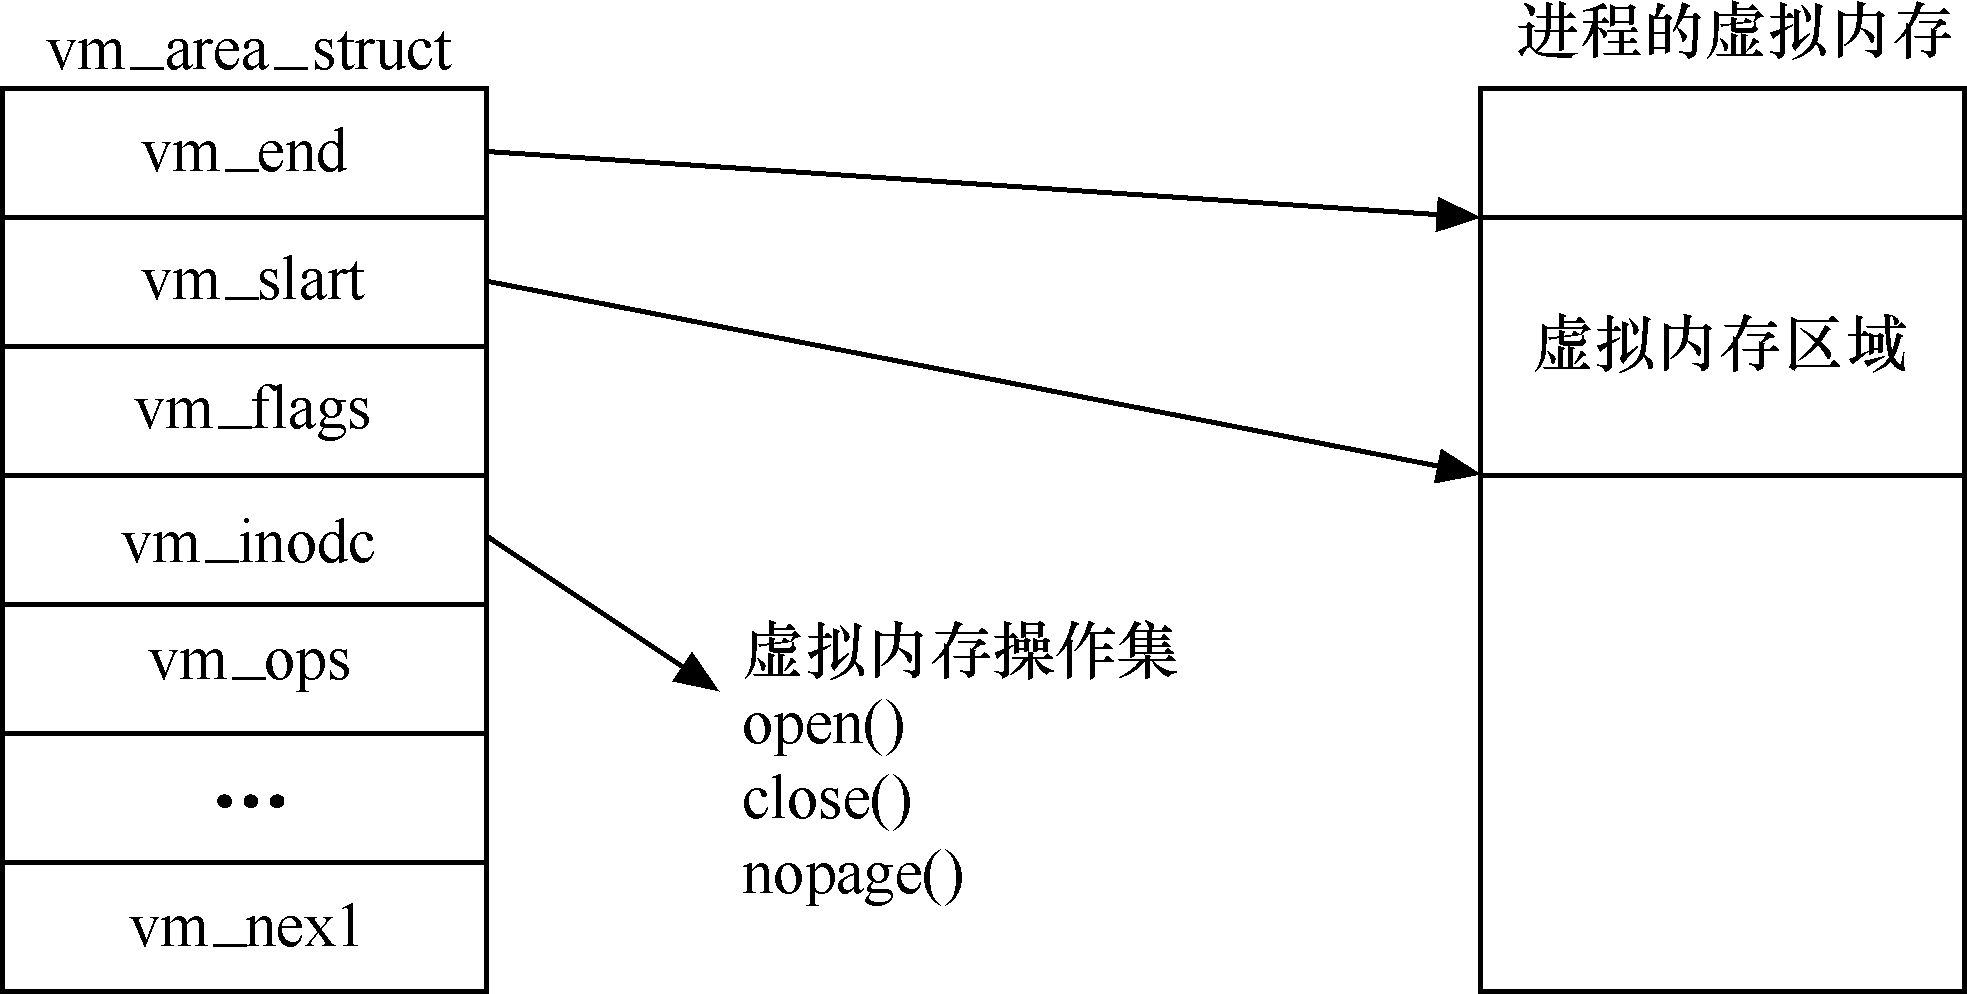 vm_area_struct
进程的虚拟内存
vm_end
vm_slart
虚拟内存区域
vm_flags
vm_inodc
vm_ops
虚拟内存操作集
open()
close()
nopage()
•••
vm_nex1